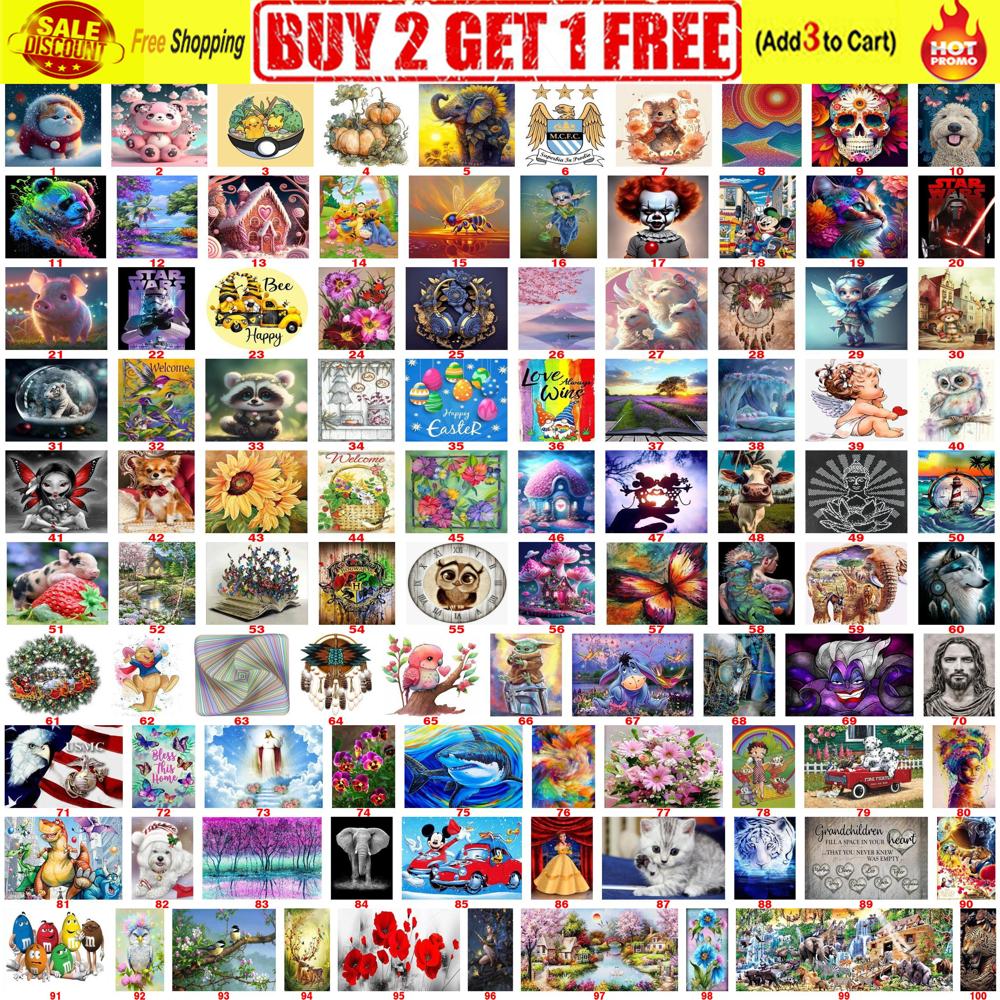 SALE
DISCOUNT
Free Shopping
BUY 2 GET 1 FREE
(Add 3 to Cart)
HOT
PROMO
M.C.F.C.
Superbia In Proelio
1 2 3 4 5 6 7 8 9 10
STAR
WARS
11 12 13 14 15 16 17 18 19 20
STAR
WARS
Bee
Happy
21 22 23 24 25 26 27 28 29 30
Welcome
Happy
EASTER
Love Always
Wins
31 32 33 34 35 36 37 38 39 40
Welcome
41 42 43 44 45 46 47 48 49 50
H
51 52 53 54 55 56 57 58 59 60
61 62 63 64 65 66 67 68 69 70
USMC
Bless
This
Home
71 72 73 74 75 76 77 78 79 80
Grandchildren
FILL A SPACE IN YOUR heart
...THAT YOU NEVER KNEW
WAS EMPTY
81 82 83 84 85 86 87 88 89 90
m m m m
91 92 93 94 95 96 97 98 99 100